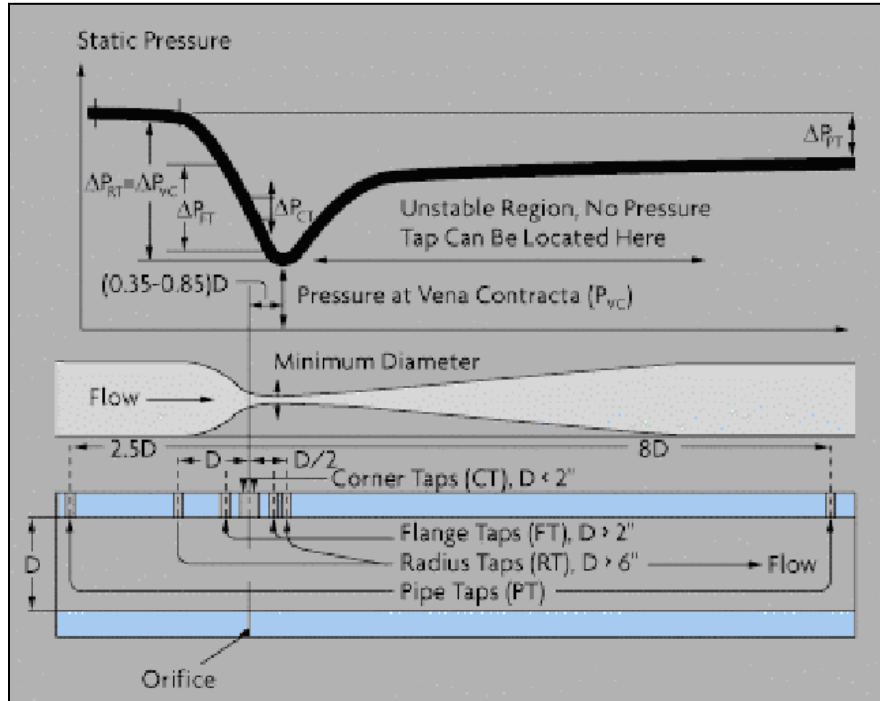 Static Pressure
ΔP_PT
ΔP_RT=ΔP_VC
ΔP_FT
ΔP_CT
Unstable Region, No Pressure
Tap Can Be Located Here
(0.35-0.85)D
Pressure at Vena Contracta (P_VC)
Minimum Diameter
Flow
2.5D
D
D/2
8D
Corner Taps (CT), D < 2"
Flange Taps (FT), D > 2"
D
Radius Taps (RT), D > 6"
Flow
Pipe Taps (PT)
Orifice